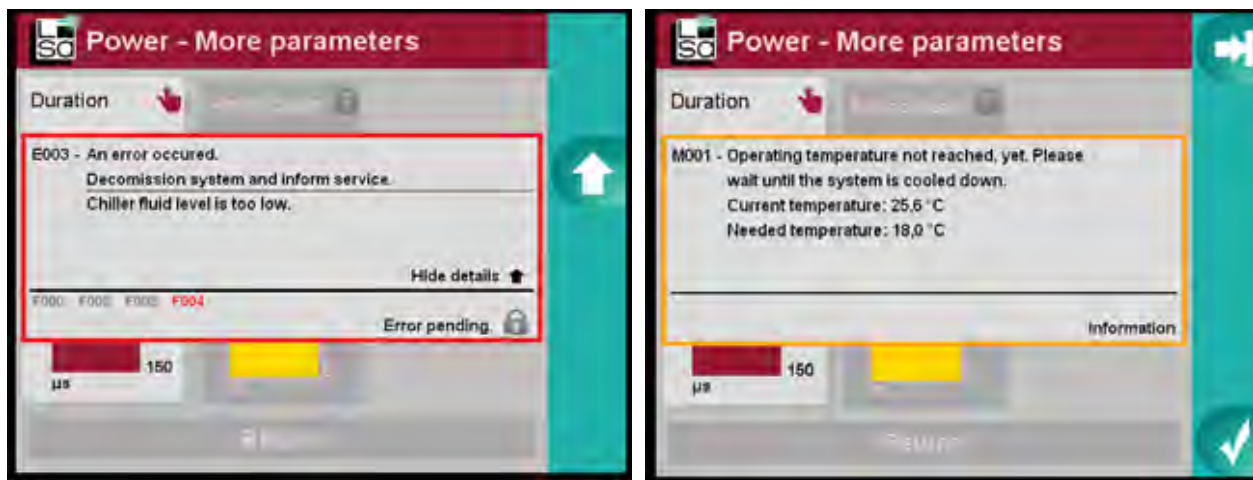 Sa Power - More parameters
Duration
E003 - An error occured.
Decomission system and inform service.
Chiller fluid level is too low.
Hide details
F004
Error pending.
150
µs
Sa Power - More parameters
Duration
M001 - Operating temperature not reached, yet. Please
wait until the system is cooled down.
Current temperature: 25,6 °C
Needed temperature: 18,0 °C
Information
150
µs